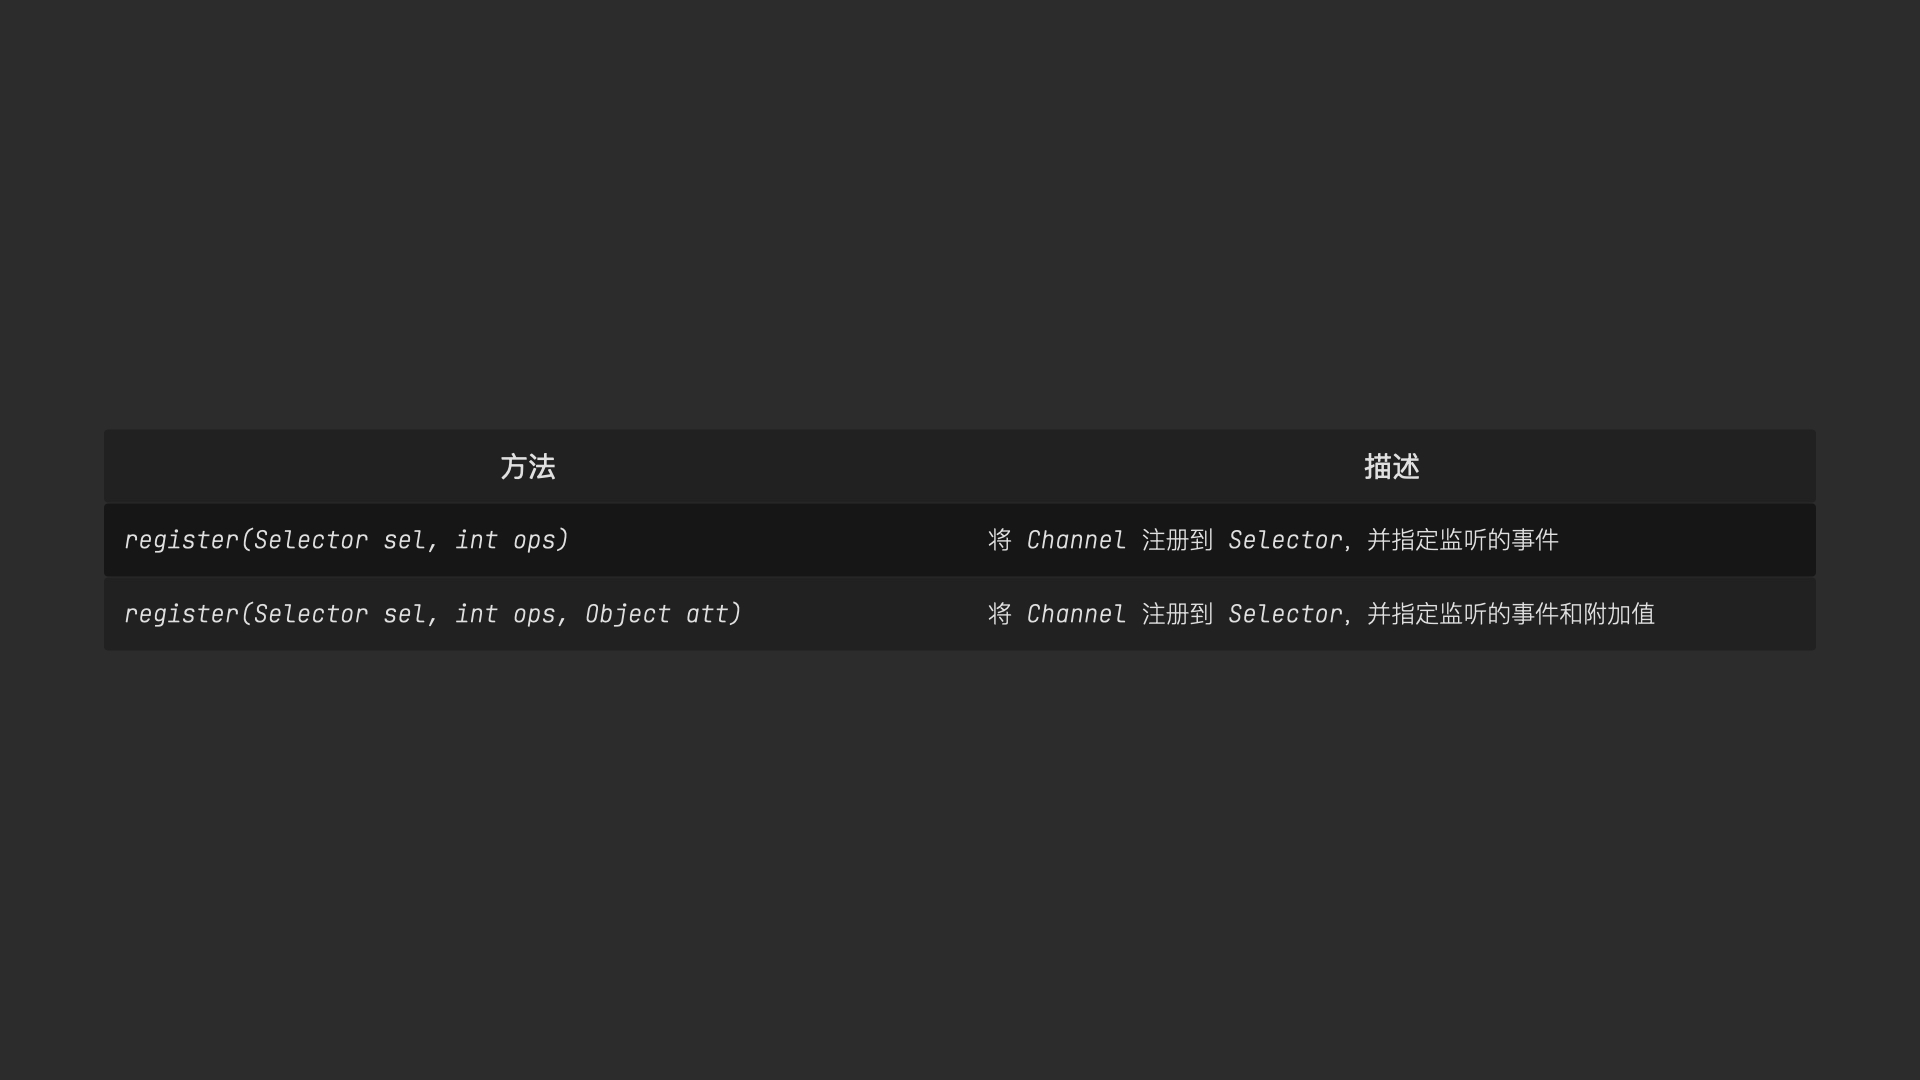 方法 描述
register(Selector sel, int ops) 将 Channel 注册到 Selector，并指定监听的事件
register(Selector sel, int ops, Object att) 将 Channel 注册到 Selector，并指定监听的事件和附加值